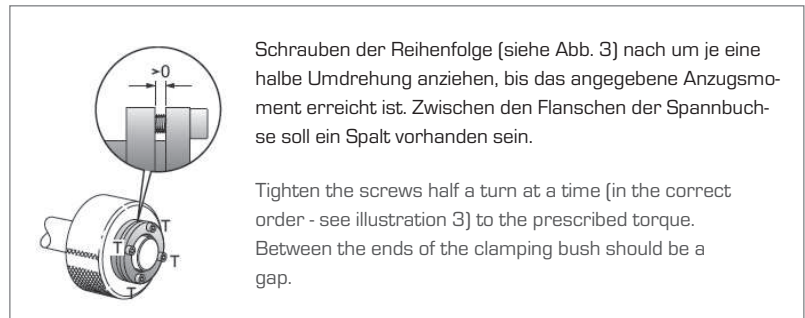 >0
T
T
T
T
Schrauben der Reihenfolge (siehe Abb. 3) nach um je eine
halbe Umdrehung anziehen, bis das angegebene Anzugsmo-
ment erreicht ist. Zwischen den Flanschen der Spannbuch-
se soll ein Spalt vorhanden sein.
Tighten the screws half a turn at a time (in the correct
order - see illustration 3) to the prescribed torque.
Between the ends of the clamping bush should be a
gap.